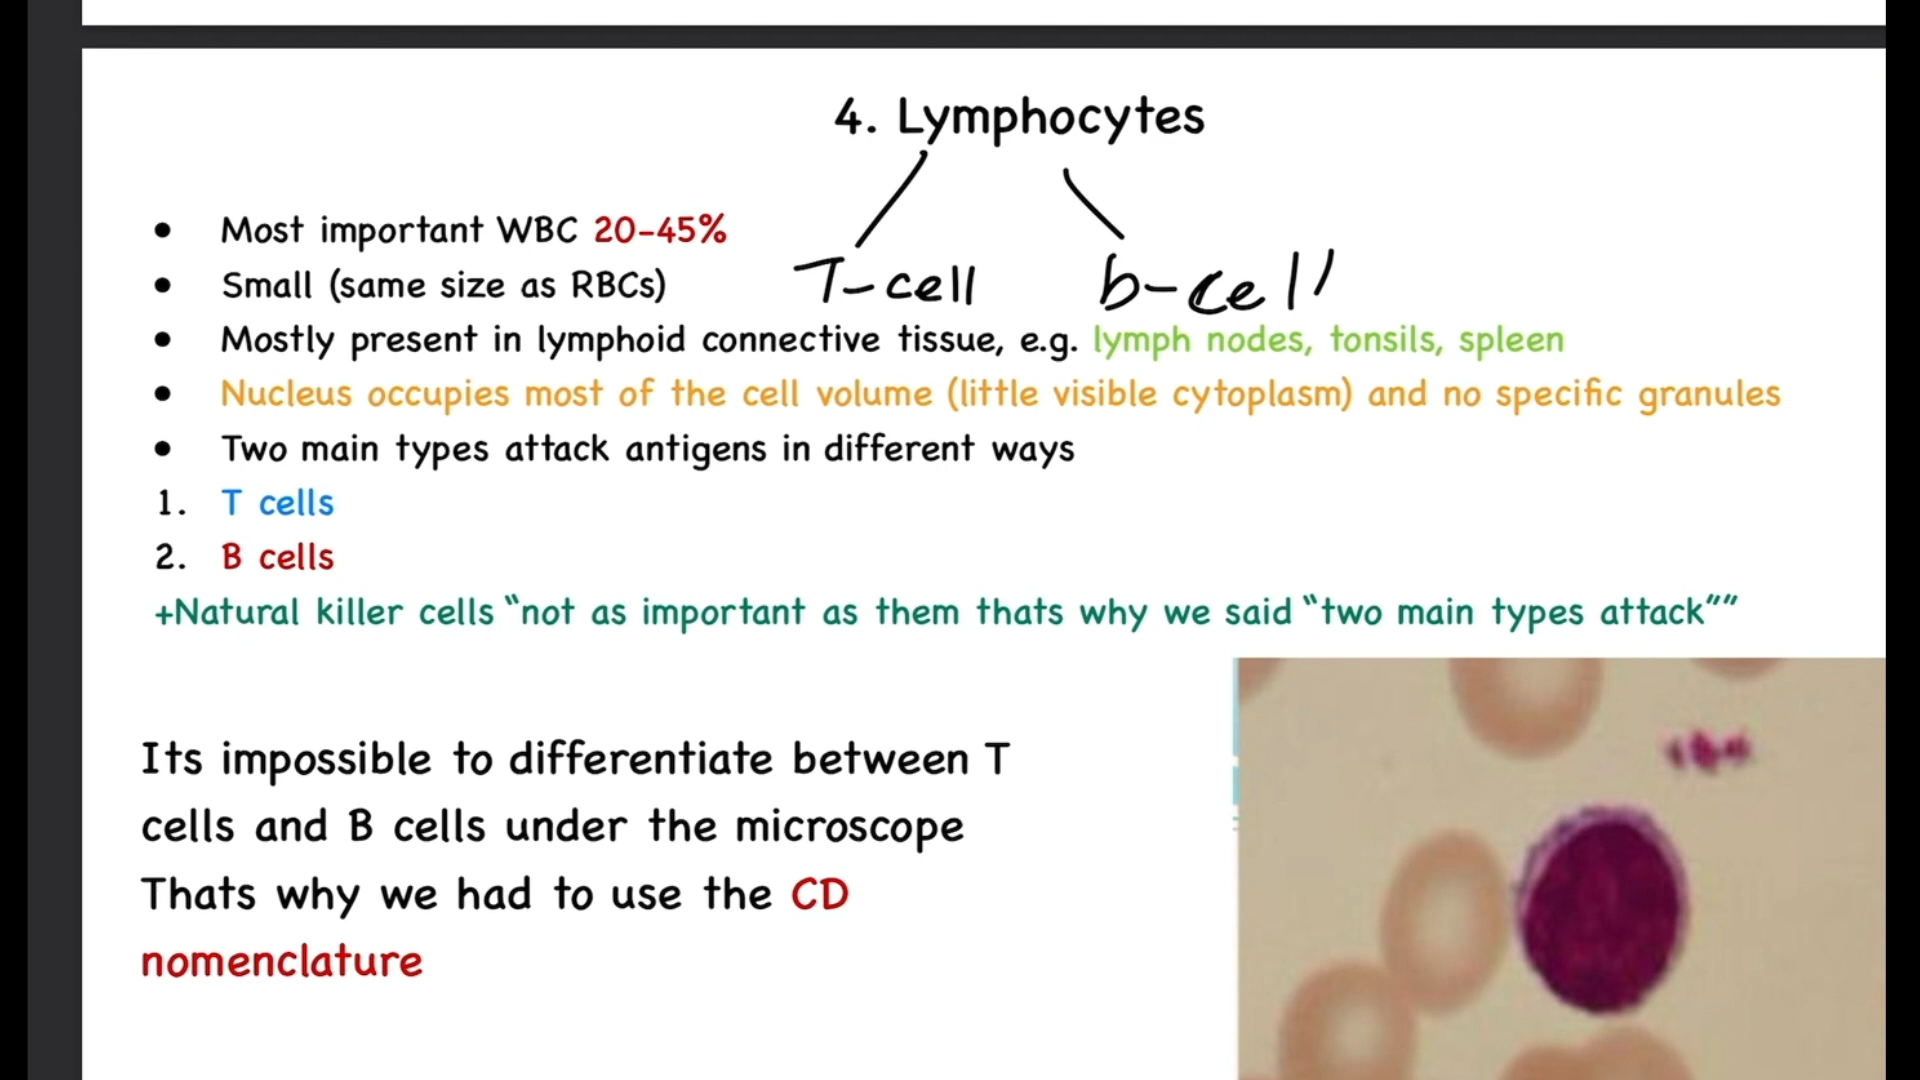 4. Lymphocytes
• Most important WBC 20-45%
• Small (same size as RBCs)
T-cell b-cell
• Mostly present in lymphoid connective tissue, e.g. lymph nodes, tonsils, spleen
• Nucleus occupies most of the cell volume (little visible cytoplasm) and no specific granules
• Two main types attack antigens in different ways
1. T cells
2. B cells
+Natural killer cells “not as important as them thats why we said “two main types attack””
Its impossible to differentiate between T
cells and B cells under the microscope
Thats why we had to use the CD
nomenclature